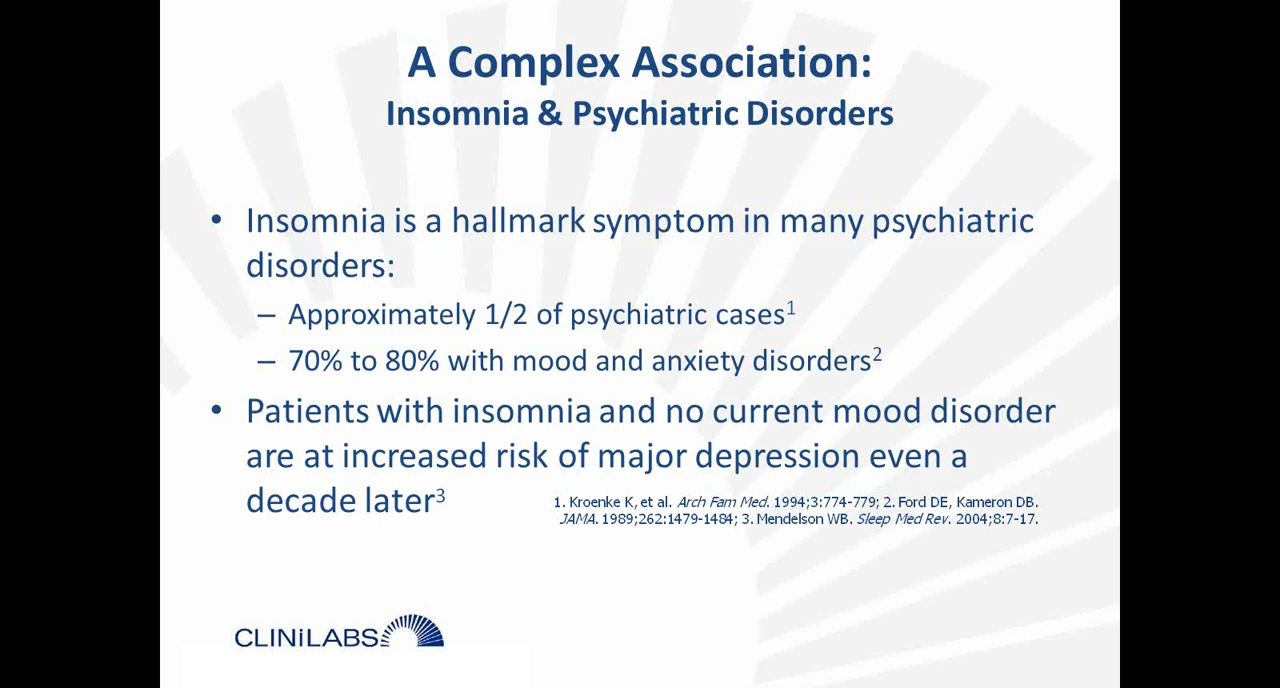 A Complex Association:
Insomnia & Psychiatric Disorders
• Insomnia is a hallmark symptom in many psychiatric
disorders:
– Approximately 1/2 of psychiatric cases¹
– 70% to 80% with mood and anxiety disorders²
• Patients with insomnia and no current mood disorder
are at increased risk of major depression even a
decade later³
1. Kroenke K, et al. Arch Fam Med. 1994;3:774-779; 2. Ford DE, Kameron DB.
JAMA. 1989;262:1479-1484; 3. Mendelson WB. Sleep Med Rev. 2004;8:7-17.
CLINiLABS